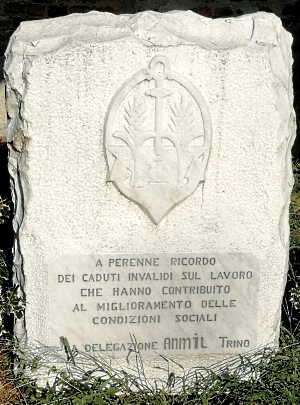 A PERENNE RICORDO
DEI CADUTI INVALIDI SUL LAVORO
CHE HANNO CONTRIBUITO
AL MIGLIORAMENTO DELLE
CONDIZIONI SOCIALI
LA DELEGAZIONE ANMIL TRINO